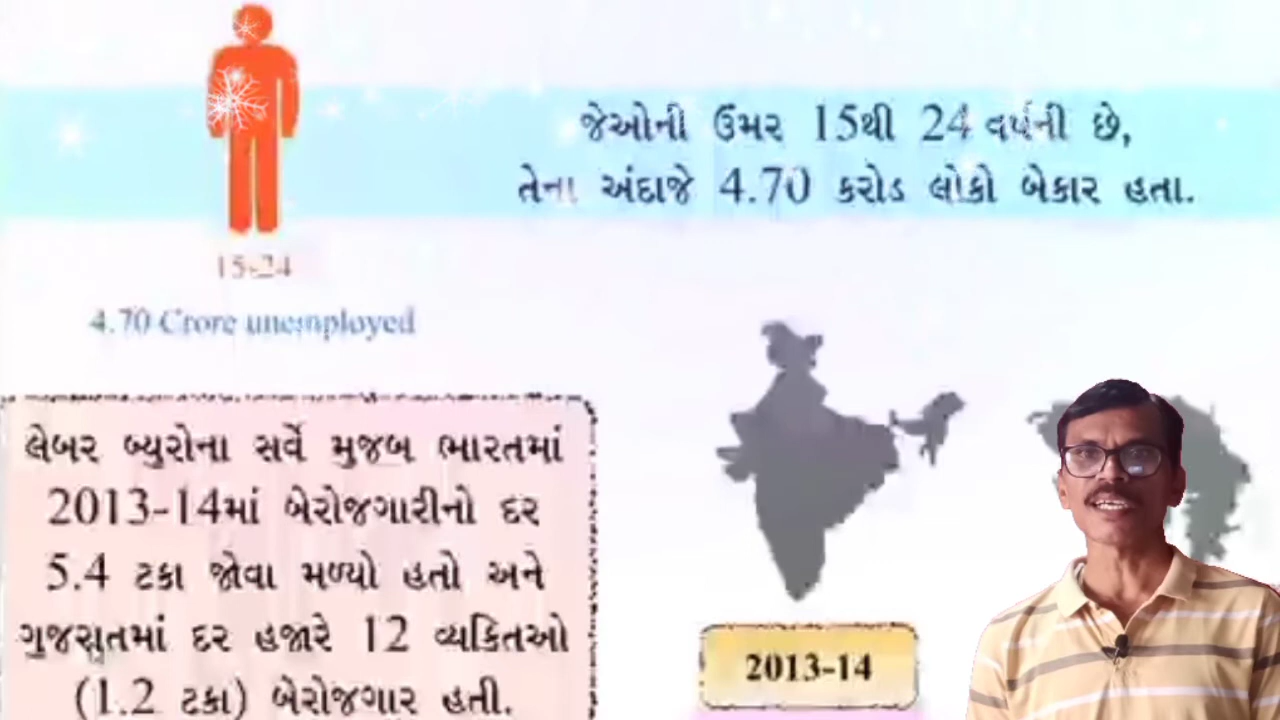 જેઓની ઉંમર 15થી 24 વર્ષની છે,
તેના અંદાજે 4.70 કરોડ લોકો બેકાર હતા.
15-24
4.70 Crore unemployed
લેબર બ્યુરોના સર્વે મુજબ ભારતમાં
2013-14માં બેરોજગારીનો દર
5.4 ટકા જોવા મળ્યો હતો અને
ગુજરાતમાં દર હજારે 12 વ્યકિતઓ
(1.2 ટકા) બેરોજગાર હતી.
2013-14